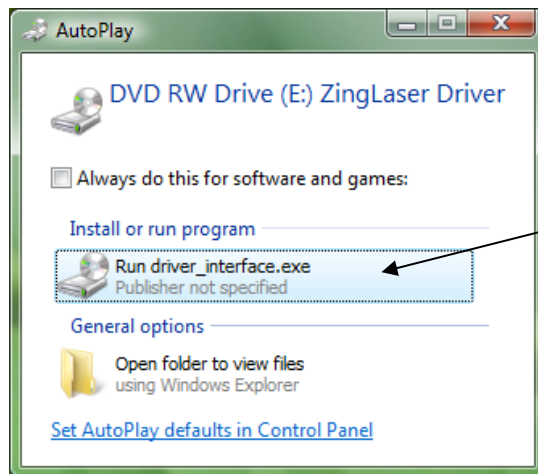 AutoPlay
DVD RW Drive (E:) ZingLaser Driver
Always do this for software and games:
Install or run program
Run driver_interface.exe
Publisher not specified
General options
Open folder to view files
using Windows Explorer
Set AutoPlay defaults in Control Panel